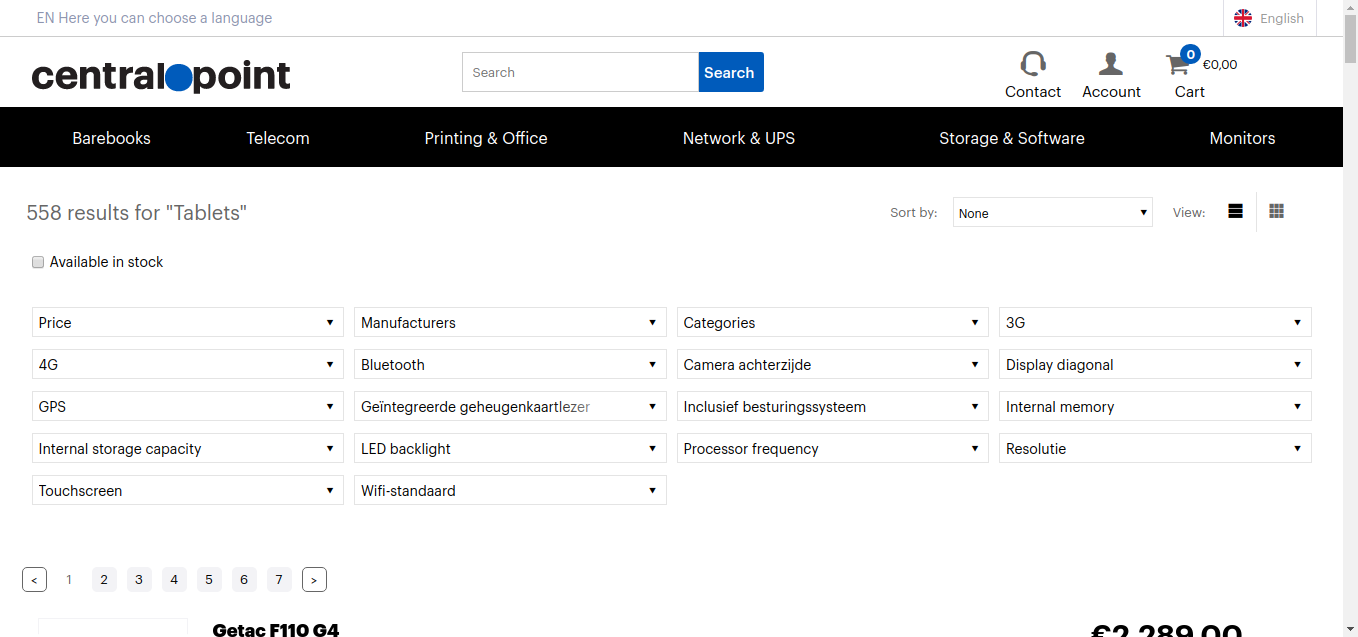 EN Here you can choose a language
English
centralpoint
Search
Search
Contact
Account
0
€0,00
Cart
Barebooks
Telecom
Printing & Office
Network & UPS
Storage & Software
Monitors
558 results for "Tablets"
Sort by:
None
View:
Available in stock
Price
Manufacturers
Categories
3G
4G
Bluetooth
Camera achterzijde
Display diagonal
GPS
Geïntegreerde geheugenkaartlezer
Inclusief besturingssysteem
Internal memory
Internal storage capacity
LED backlight
Processor frequency
Resolutie
Touchscreen
Wifi-standaard
< 1 2 3 4 5 6 7 >
Getac F110 G4
€2.289,00